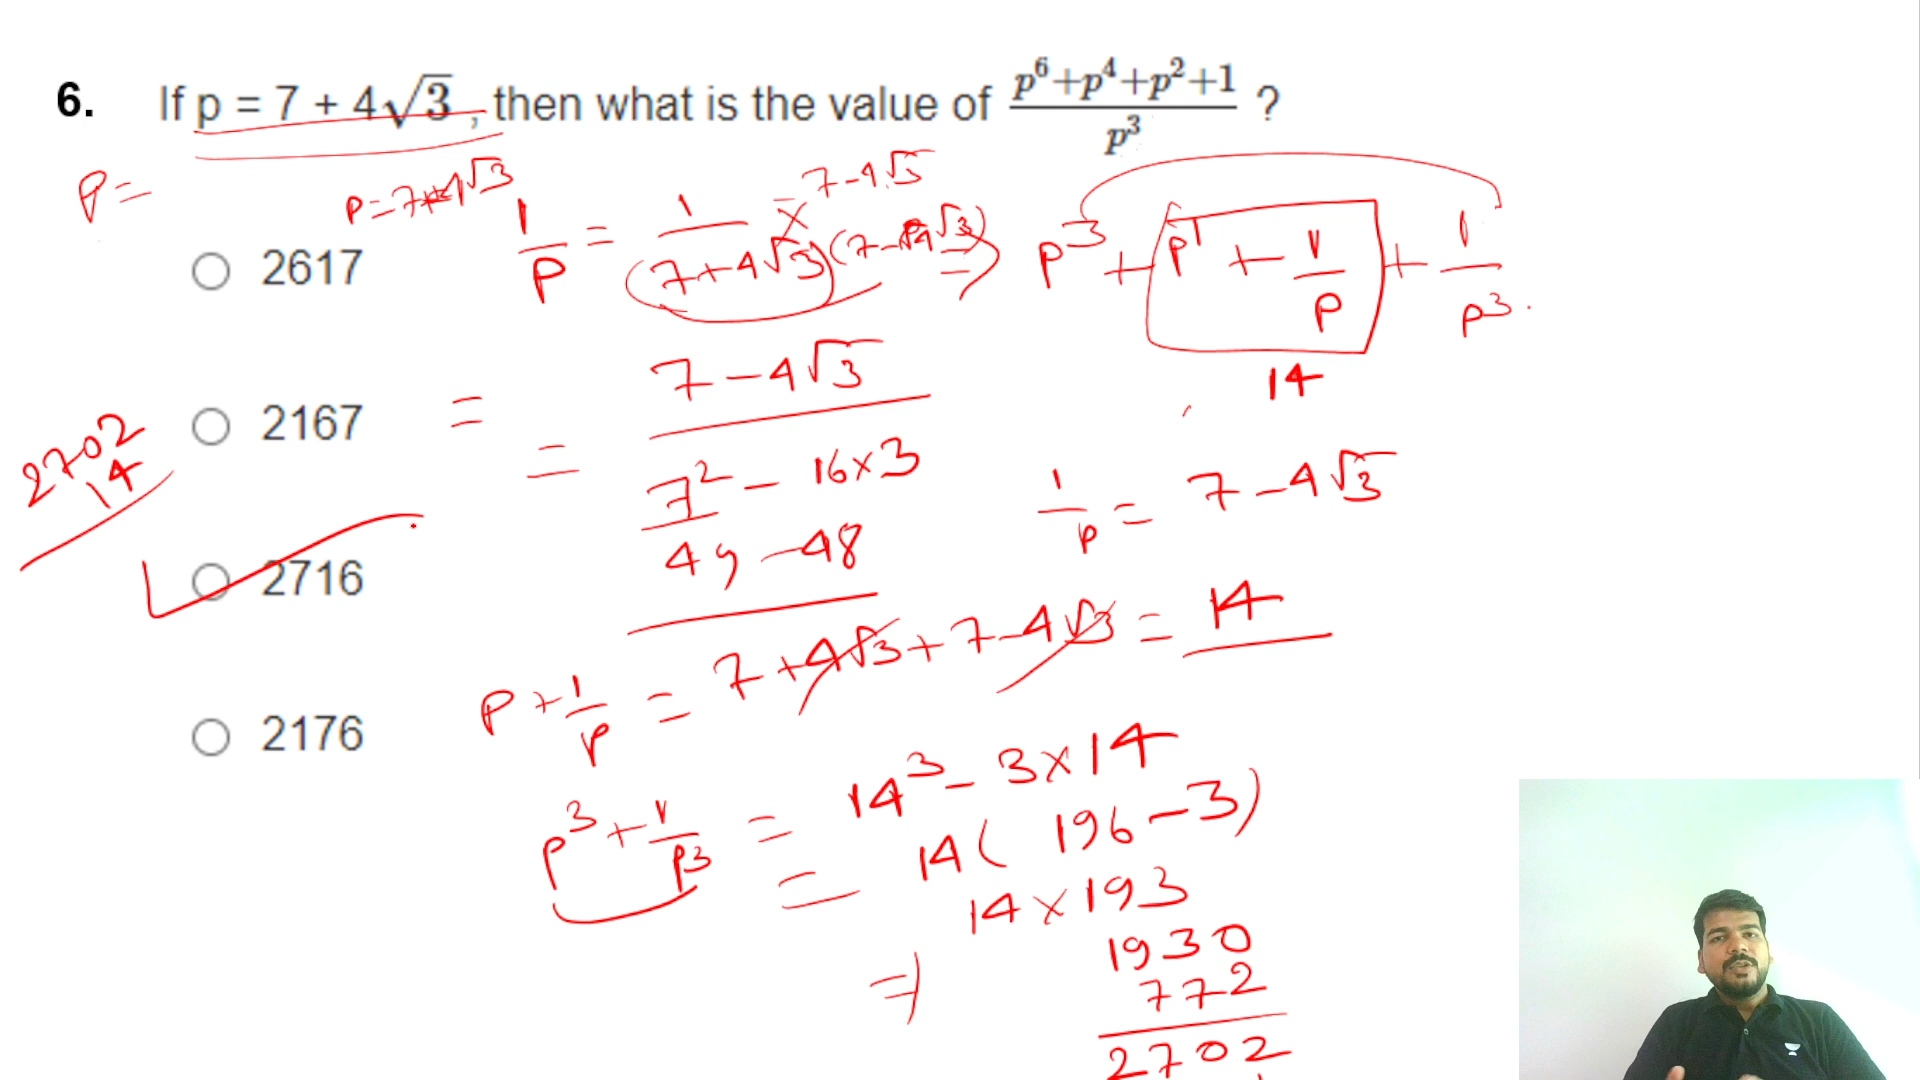 6. If p = 7 + 4√3 , then what is the value of (p⁶+p⁴+p²+1)/p³ ?
P =
P = 7+4√3
1/P = 1/(7+4√3) × 7-4√3/(7-4√3)
⇒ p³ + p + 1/p + 1/p³.
14
2617
= 7-4√3
2167
= 7² - 16×3
1/p = 7-4√3
2702
14
49-48
2716
P + 1/p = 7+4√3+7-4√3 = 14
2176
p³ + 1/p³ = 14³ - 3×14
= 14(196-3)
14×193
⇒ 1930
772
2702